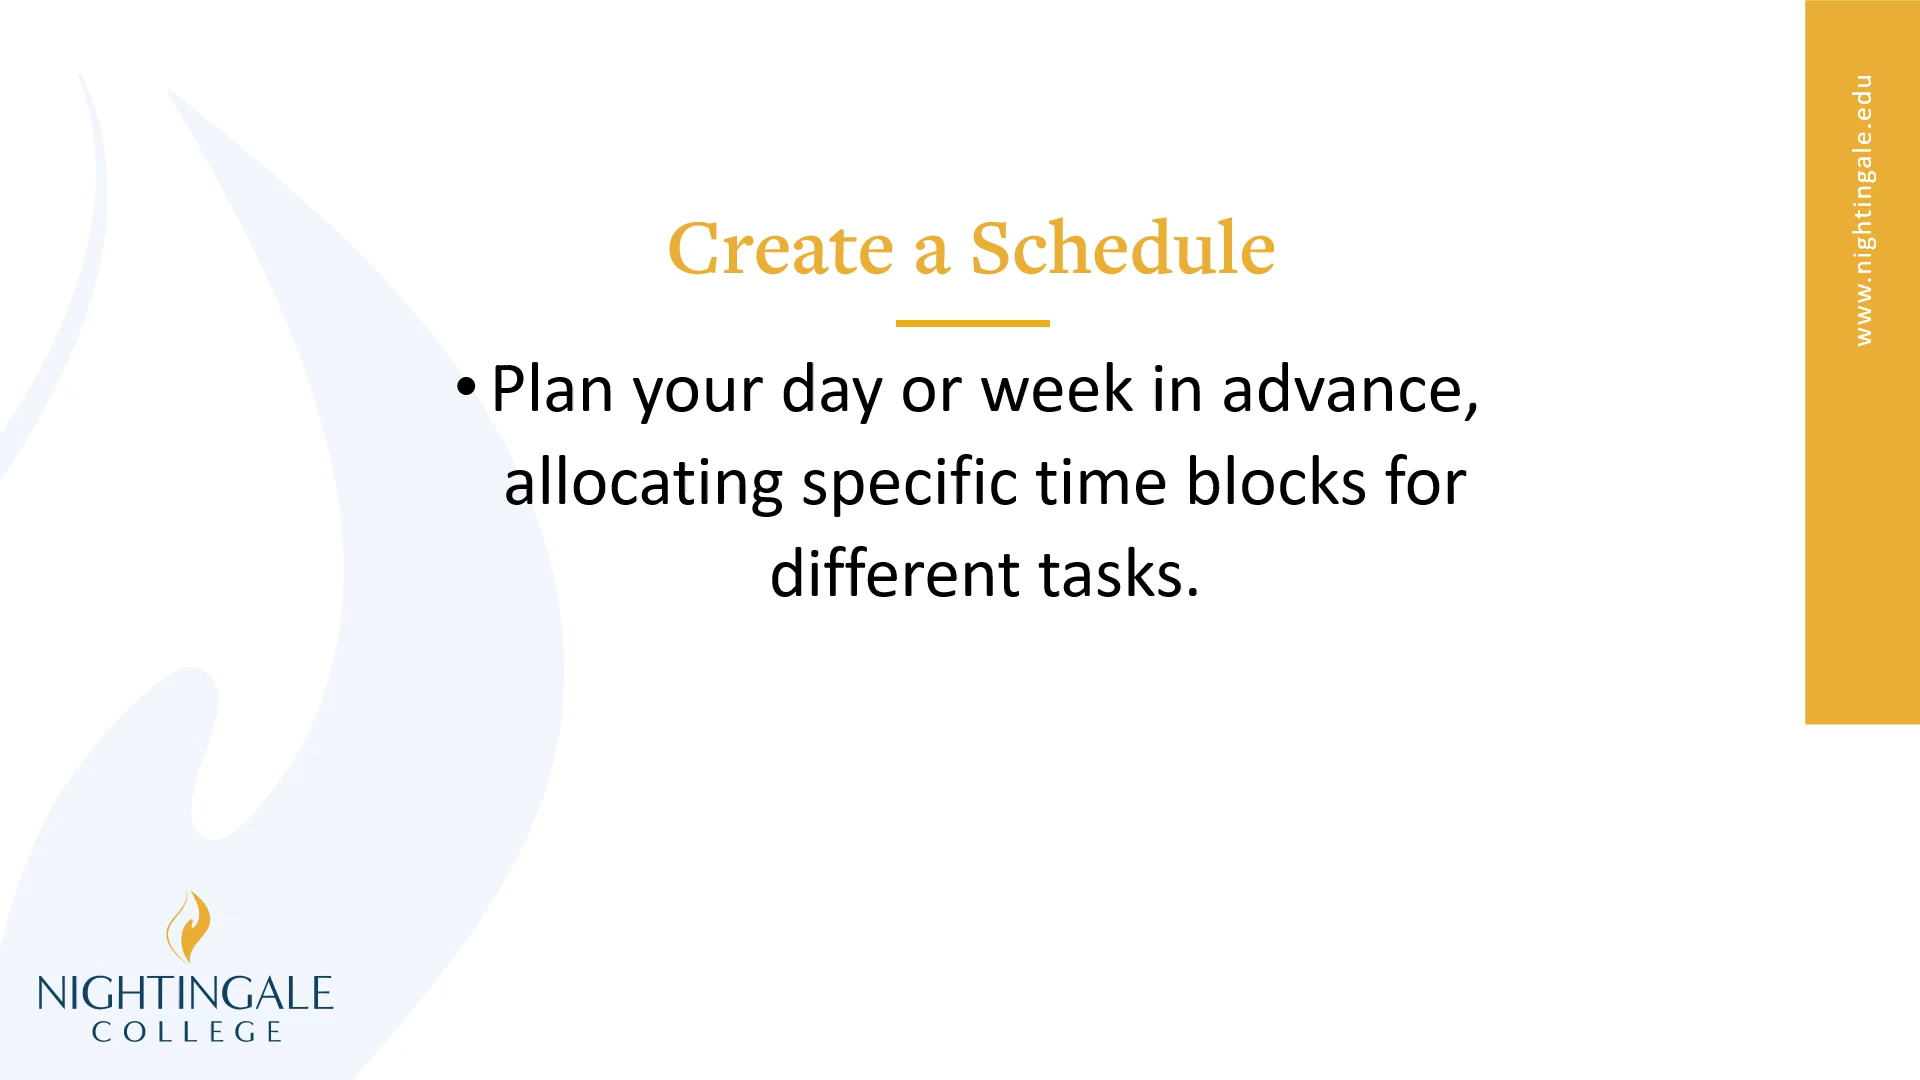 Create a Schedule
• Plan your day or week in advance,
allocating specific time blocks for
different tasks.
www.nightingale.edu
NIGHTINGALE
COLLEGE